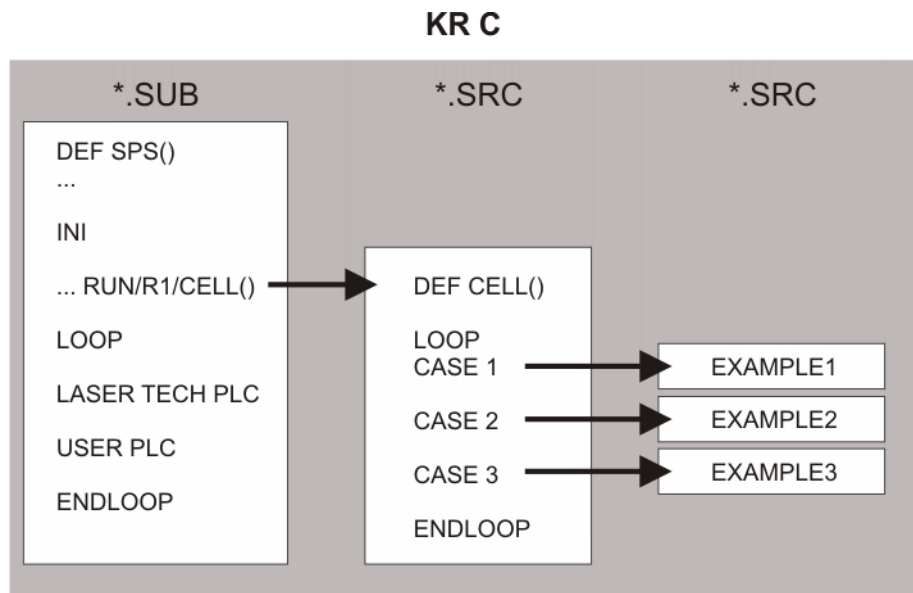 KR C
*.SUB
DEF SPS()
...
INI
... RUN/R1/CELL()
LOOP
LASER TECH PLC
USER PLC
ENDLOOP
*.SRC
DEF CELL()
LOOP
CASE 1
CASE 2
CASE 3
ENDLOOP
*.SRC
EXAMPLE1
EXAMPLE2
EXAMPLE3